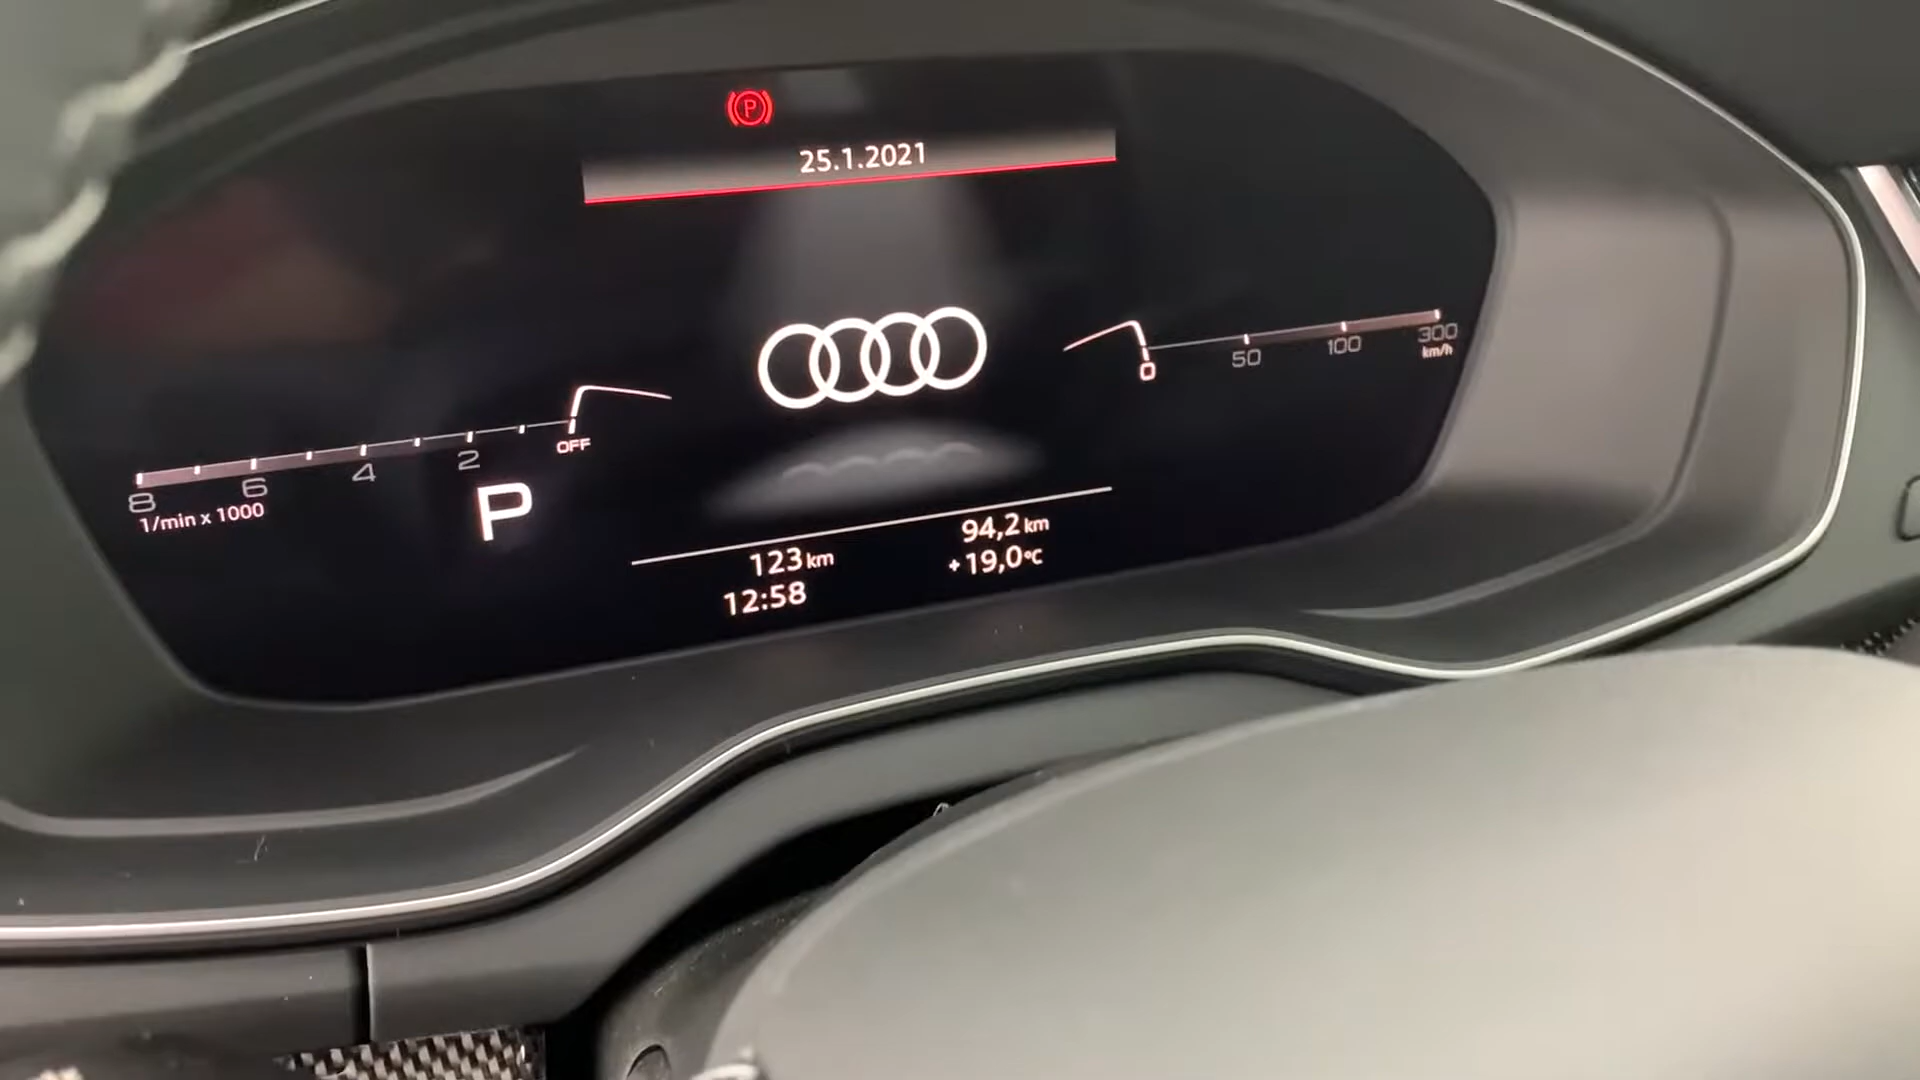 P
25.1.2021
8 6 4 2 OFF
1/min x 1000
P
0 50 100 300
km/h
123 km 94,2 km
12:58 +19,0°C